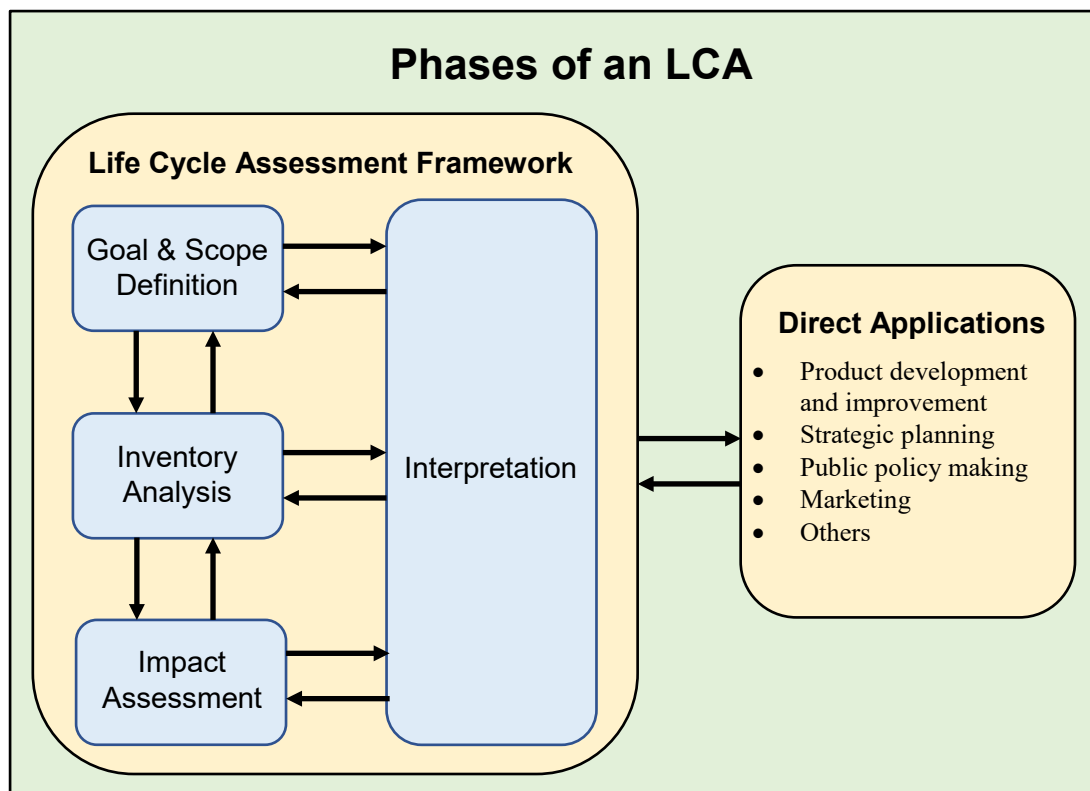 Phases of an LCA
Life Cycle Assessment Framework
Goal & Scope
Definition
Inventory
Analysis
Impact
Assessment
Interpretation
Direct Applications
• Product development
and improvement
• Strategic planning
• Public policy making
• Marketing
• Others